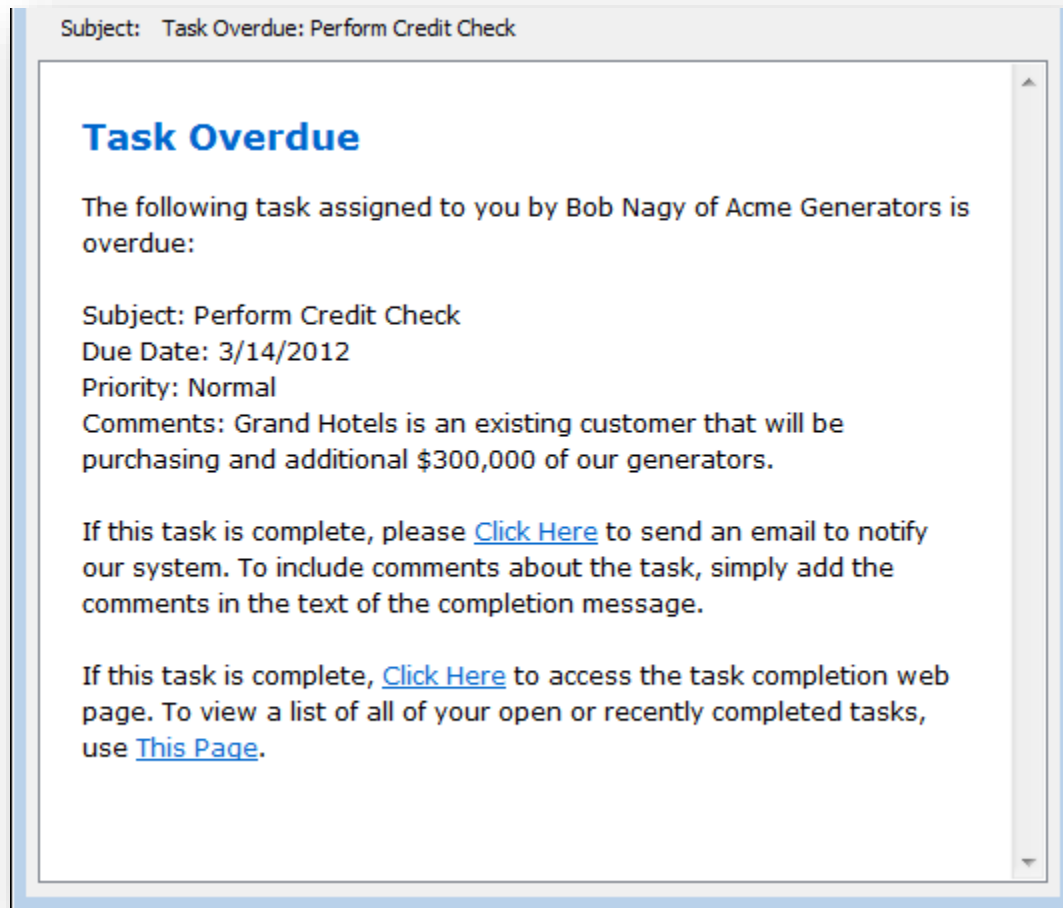 Subject: Task Overdue: Perform Credit Check
Task Overdue
The following task assigned to you by Bob Nagy of Acme Generators is
overdue:
Subject: Perform Credit Check
Due Date: 3/14/2012
Priority: Normal
Comments: Grand Hotels is an existing customer that will be
purchasing and additional $300,000 of our generators.
If this task is complete, please Click Here to send an email to notify
our system. To include comments about the task, simply add the
comments in the text of the completion message.
If this task is complete, Click Here to access the task completion web
page. To view a list of all of your open or recently completed tasks,
use This Page.